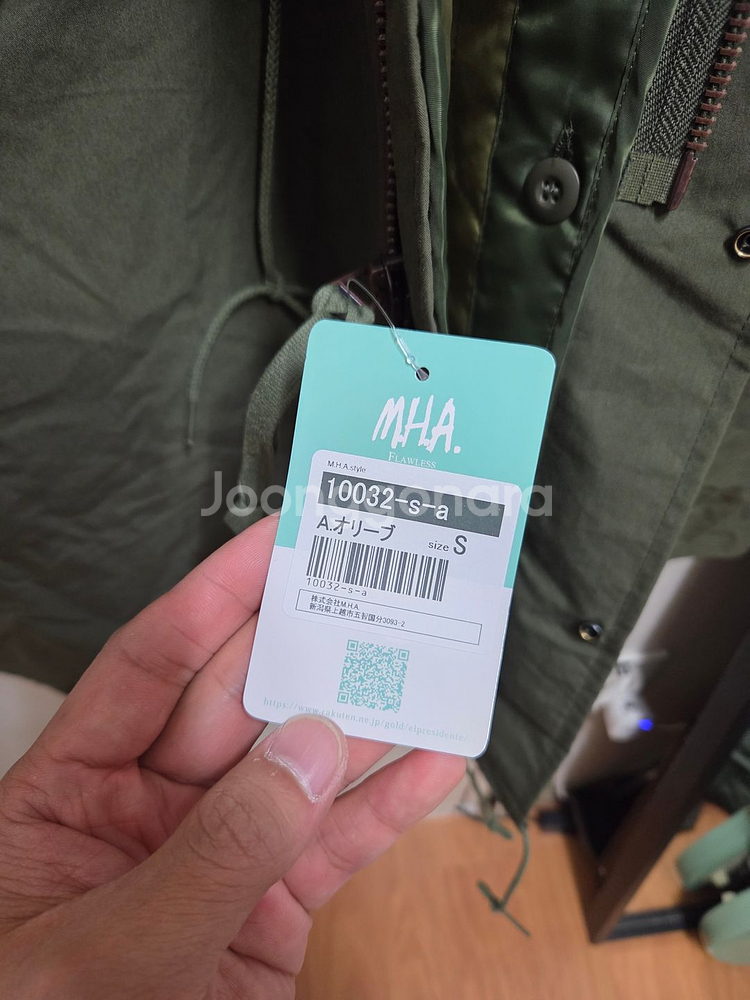 M.H.A.
FLAWLESS
M.H.A.style
10032-s-a
A.オリーブ
size S
10032-s-a
株式会社M.H.A.
新潟県上越市五智国分3093-2
https://www.rakuten.ne.jp/gold/elpresidente/
Joonggonara